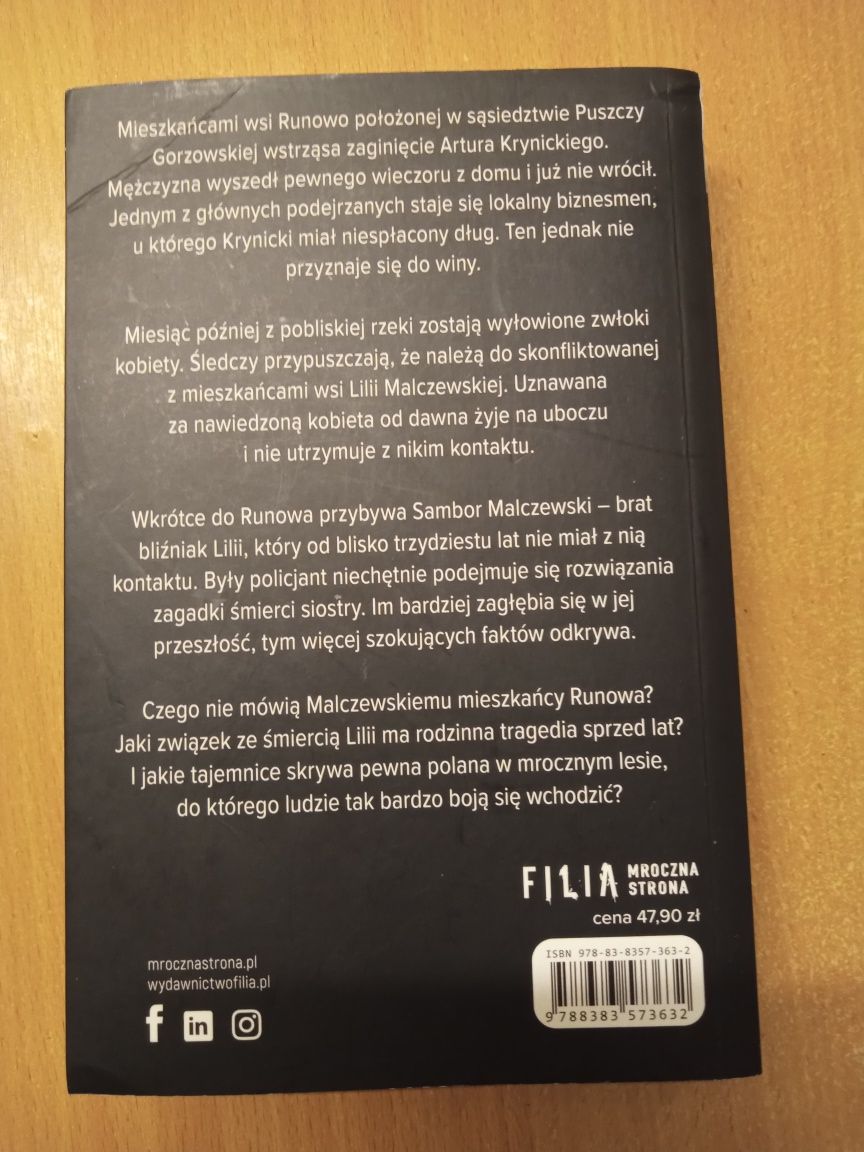 Mieszkańcami wsi Runowo położonej w sąsiedztwie Puszczy
Gorzowskiej wstrząsa zaginięcie Artura Krynickiego.
Mężczyzna wyszedł pewnego wieczoru z domu i już nie wrócił.
Jednym z głównych podejrzanych staje się lokalny biznesmen,
u którego Krynicki miał niespłacony dług. Ten jednak nie
przyznaje się do winy.
Miesiąc później z pobliskiej rzeki zostają wyłowione zwłoki
kobiety. Śledczy przypuszczają, że należą do skonfliktowanej
z mieszkańcami wsi Lilii Malczewskiej. Uznawana
za nawiedzoną kobieta od dawna żyje na uboczu
i nie utrzymuje z nikim kontaktu.
Wkrótce do Runowa przybywa Sambor Malczewski – brat
bliźniak Lilii, który od blisko trzydziestu lat nie miał z nią
kontaktu. Były policjant niechętnie podejmuje się rozwiązania
zagadki śmierci siostry. Im bardziej zagłębia się w jej
przeszłość, tym więcej szokujących faktów odkrywa.
Czego nie mówią Malczewskiemu mieszkańcy Runowa?
Jaki związek ze śmiercią Lilii ma rodzinna tragedia sprzed lat?
I jakie tajemnice skrywa pewna polana w mrocznym lesie,
do którego ludzie tak bardzo boją się wchodzić?
FILIA MROCZNA
STRONA
cena 47,90 zł
ISBN 978-83-8357-363-2
9 788383 573632
mrocznastrona.pl
wydawnictwofilia.pl
f in